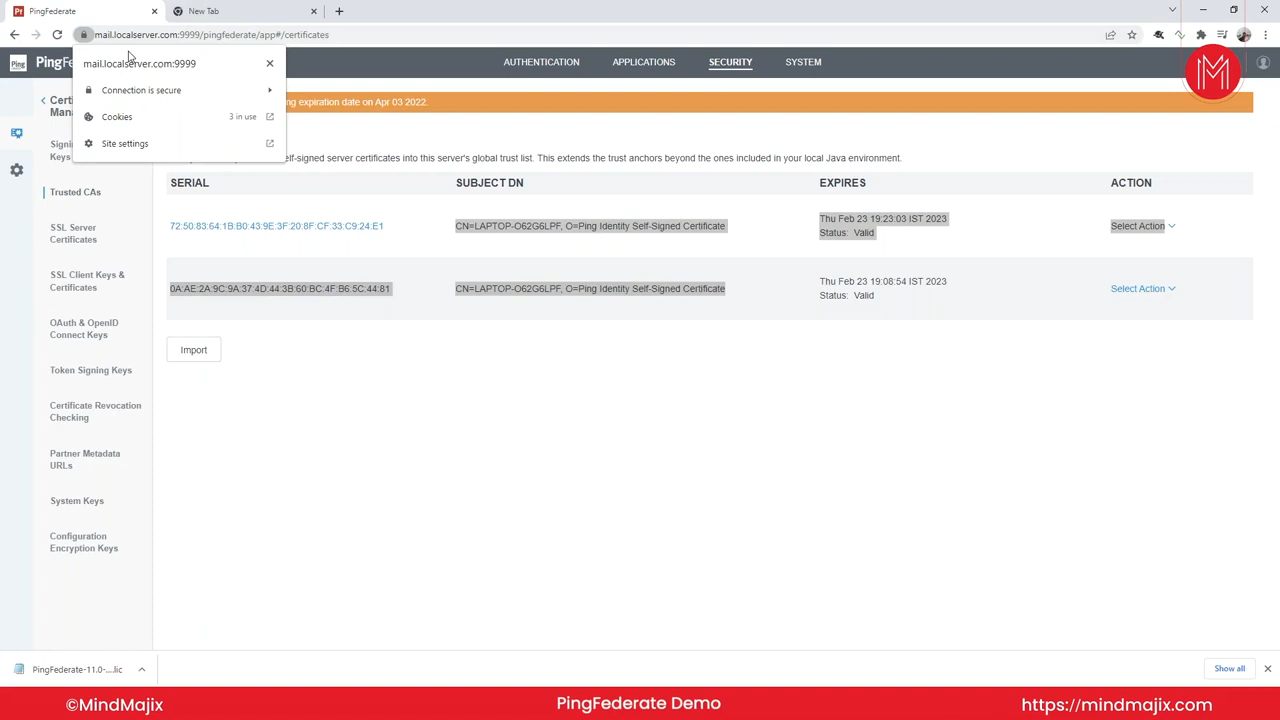 PingFederate
New Tab
mail.localserver.com:9999/pingfederate/app#/certificates
Ping
PingFe
AUTHENTICATION
APPLICATIONS
SECURITY
SYSTEM
mail.localserver.com:9999
Connection is secure
Cookies
3 in use
Site settings
expiration date on Apr 03 2022.
Certi
Mana
elf-signed server certificates into this server's global trust list. This extends the trust anchors beyond the ones included in your local Java environment.
Signin
Keys
Trusted CAs
SSL Server
Certificates
SSL Client Keys &
Certificates
OAuth & OpenID
Connect Keys
Token Signing Keys
Certificate Revocation
Checking
Partner Metadata
URLs
System Keys
Configuration
Encryption Keys
SERIAL
SUBJECT DN
EXPIRES
ACTION
72:50:83:64:1B:B0:43:9E:3F:20:8F:CF:33:C9:24:E1
CN=LAPTOP-O62G6LPF, O=Ping Identity Self-Signed Certificate
Thu Feb 23 19:23:03 IST 2023
Status: Valid
Select Action
0A:AE:2A:9C:9A:37:4D:44:3B:60:BC:4F:B6:5C:44:81
CN=LAPTOP-O62G6LPF, O=Ping Identity Self-Signed Certificate
Thu Feb 23 19:08:54 IST 2023
Status: Valid
Select Action
Import
PingFederate-11.0-....lic
Show all
©MindMajix
PingFederate Demo
https://mindmajix.com